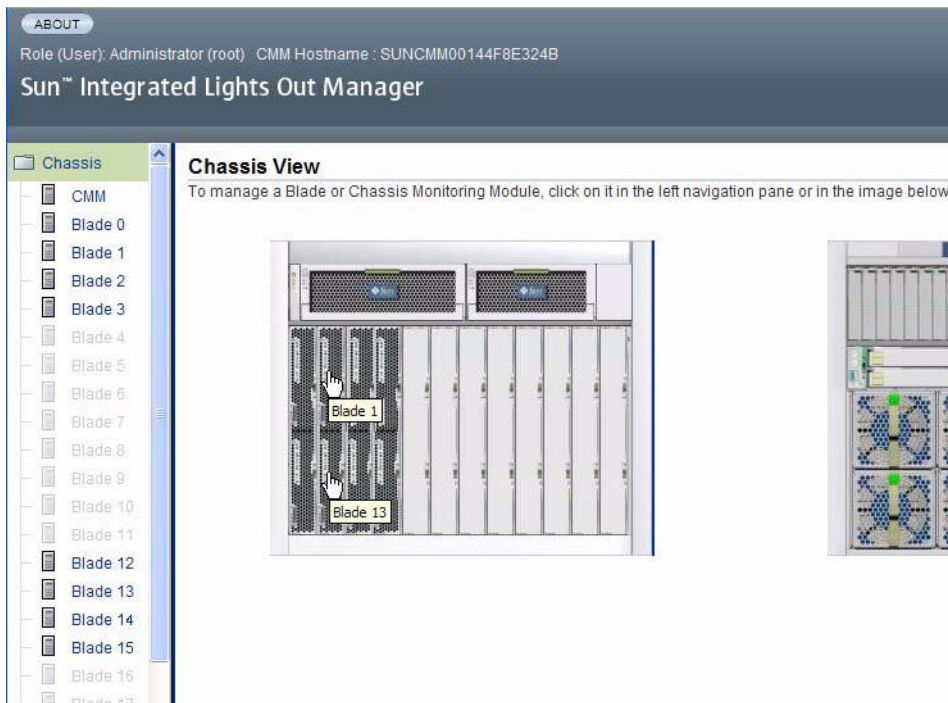 ABOUT
Role (User): Administrator (root) CMM Hostname : SUNCMM00144F8E324B
Sun™ Integrated Lights Out Manager
Chassis
CMM
Blade 0
Blade 1
Blade 2
Blade 3
Blade 4
Blade 5
Blade 6
Blade 7
Blade 8
Blade 9
Blade 10
Blade 11
Blade 12
Blade 13
Blade 14
Blade 15
Blade 16
Chassis View
To manage a Blade or Chassis Monitoring Module, click on it in the left navigation pane or in the image below
Sun Sun
Blade 1
Blade 13